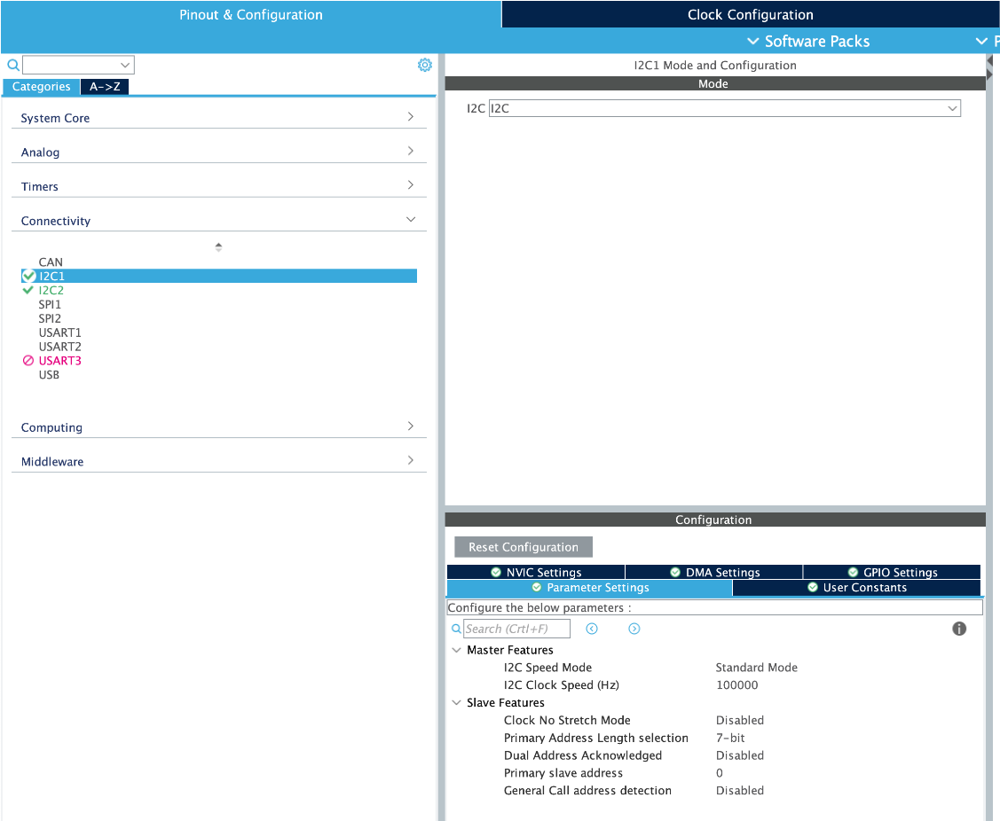 Pinout & Configuration
Clock Configuration
Software Packs
P
Categories
A->Z
System Core
Analog
Timers
Connectivity
CAN
I2C1
I2C2
SPI1
SPI2
USART1
USART2
USART3
USB
Computing
Middleware
I2C1 Mode and Configuration
Mode
I2C I2C
Configuration
Reset Configuration
NVIC Settings
DMA Settings
GPIO Settings
Parameter Settings
User Constants
Configure the below parameters :
Search (CrtI+F)
Master Features
I2C Speed Mode Standard Mode
I2C Clock Speed (Hz) 100000
Slave Features
Clock No Stretch Mode Disabled
Primary Address Length selection 7-bit
Dual Address Acknowledged Disabled
Primary slave address 0
General Call address detection Disabled